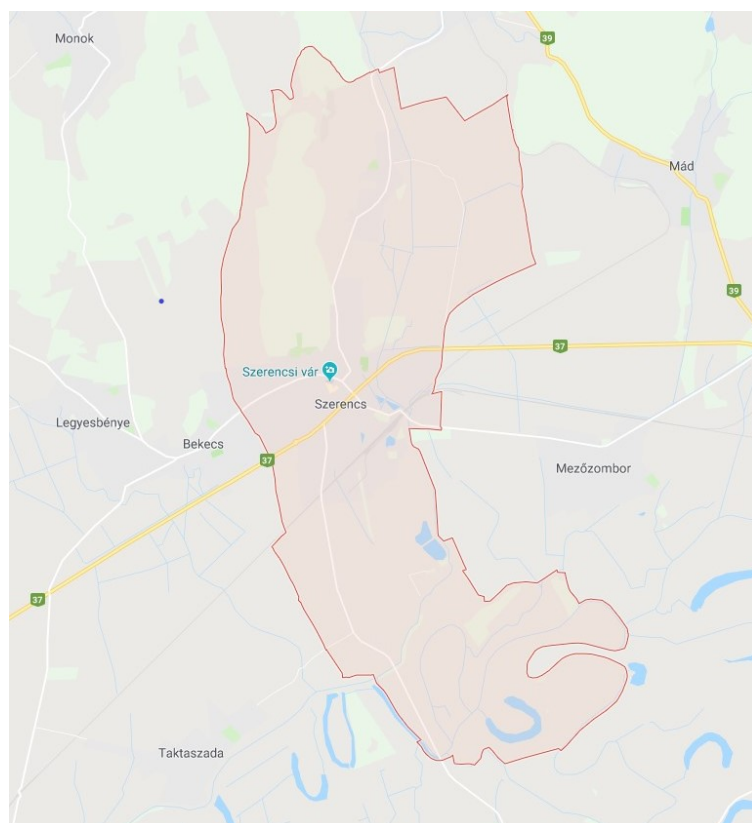 Monok
39
Mád
39
37
Szerencsi vár
Szerencs
Legyesbénye
Bekecs
37
Mezőzombor
37
Taktaszada